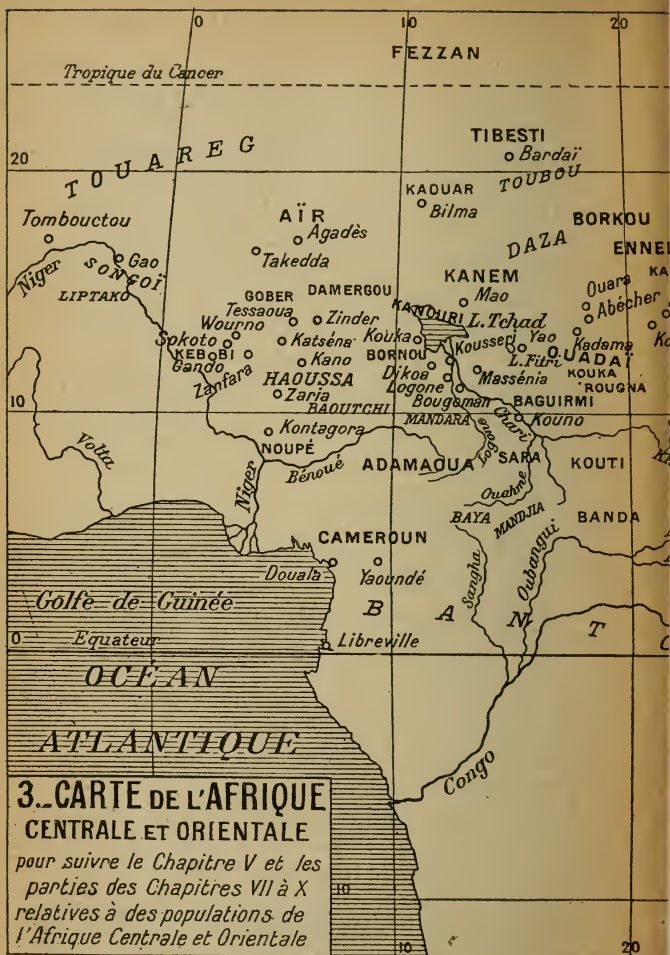 0 10 20
FEZZAN
Tropique du Cancer
TIBESTI
Bardaï
20
TOUAREG
TOUBOU
KAOUAR
Bilma
AÏR
BORKOU
Tombouctou
Agadès
DAZA
ENNE
Gao
Takedda
KA
Niger
SONGOÏ
KANEM
Ouara
LIPTAKO
GOBER
DAMERGOU
Mao
Abécher
Tessaoua
KANOURI
Wourno
Zinder
L. Tchad
Sokoto
Katséna
Kouka
Kousseri
Yao
Kadama
Ko
KEBBI
BORNOU
L. Fitri
OUADAÏ
Gando
Kano
Dikoa
KOUKA
Zanfara
HAOUSSA
Logone
Massénia
ROUGNA
Zaria
Bougoman
BAGUIRMI
10
BAOUTCHI
MANDARA
Kouno
Kontagora
Chari
Volta
NOUPÉ
Logone
Bénoué
ADAMAOUA
SARA
KOUTI
Niger
Ouahme
BAYA
MANDJIA
BANDA
CAMEROUN
Douala
Yaoundé
Sangha
Oubangui
Golfe de Guinée
B A N T
0
Equateur
Libreville
OCÉAN
ATLANTIQUE
Congo
3._CARTE DE L'AFRIQUE
CENTRALE ET ORIENTALE
pour suivre le Chapitre V et les
parties des Chapitres VII à X
relatives à des populations de
l'Afrique Centrale et Orientale
10
10 20